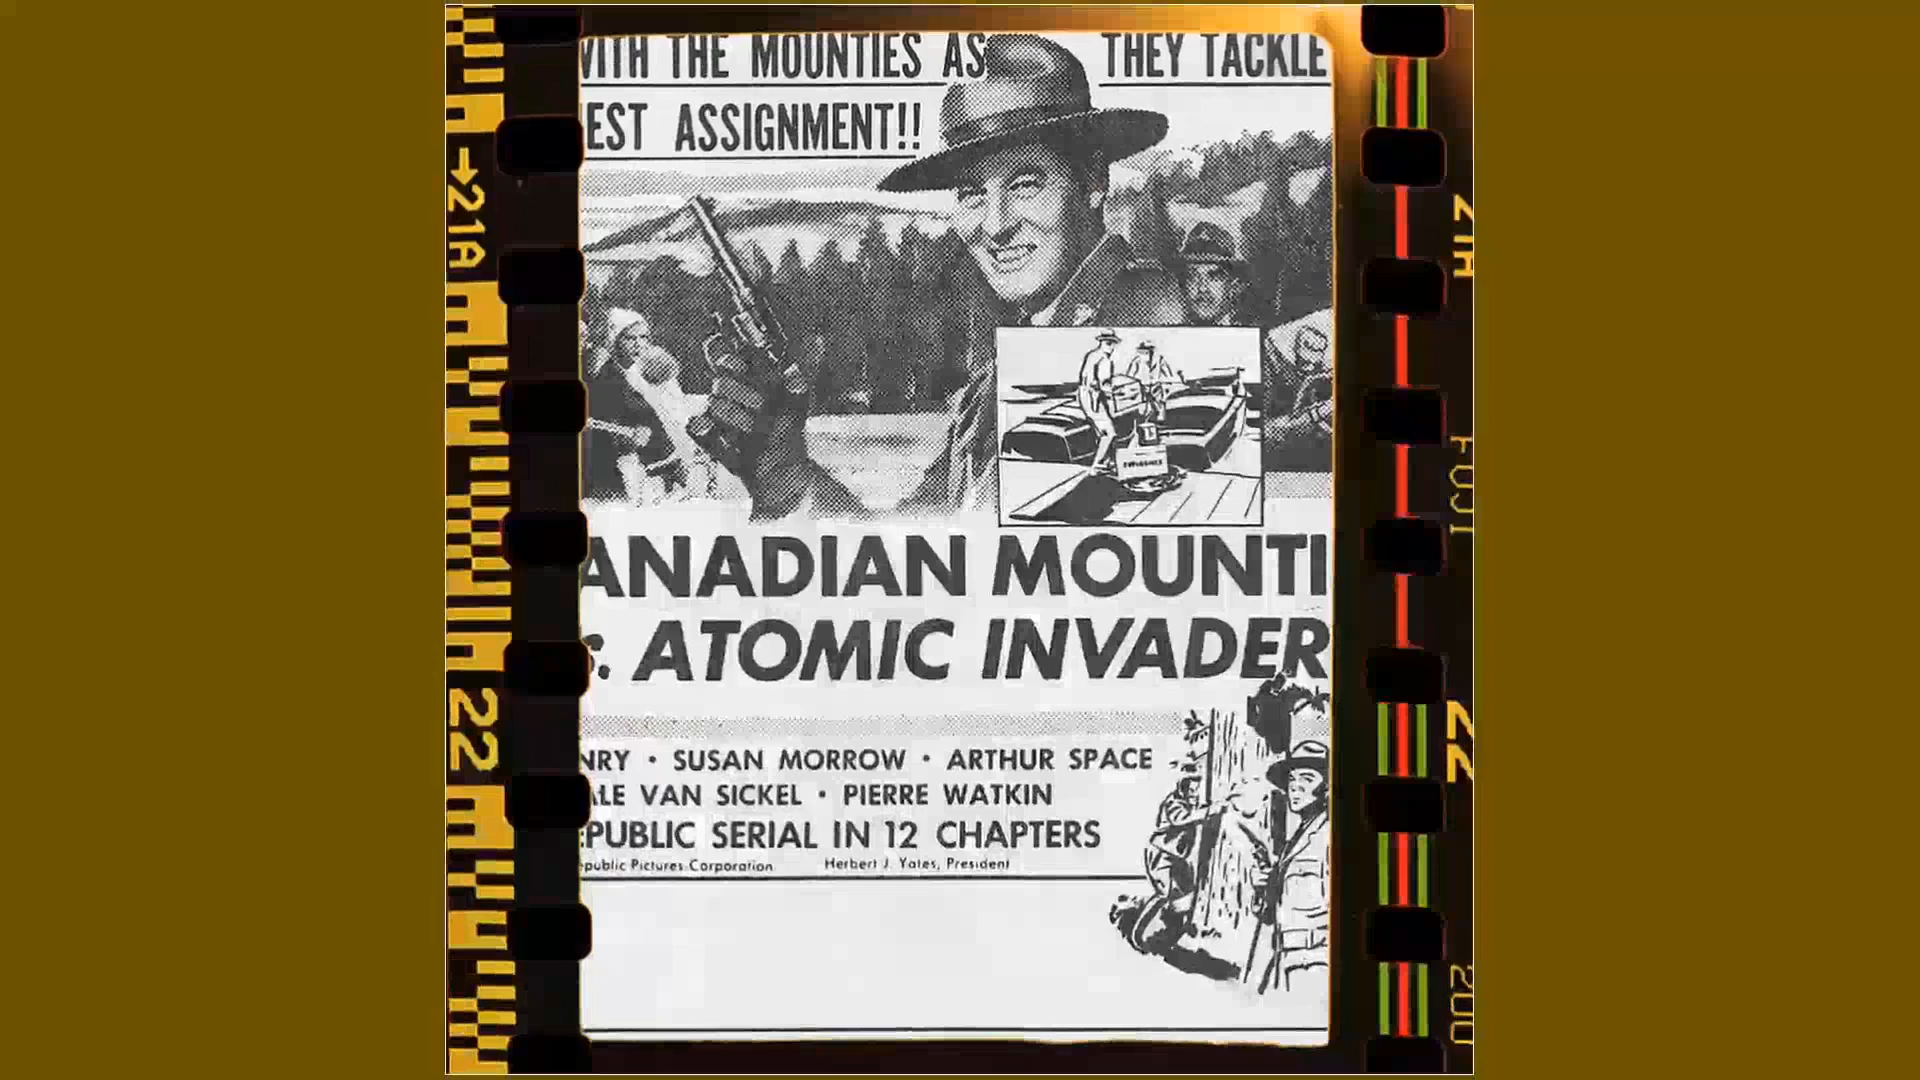 WITH THE MOUNTIES AS THEY TACKLE
EST ASSIGNMENT!!
ANADIAN MOUNTI
s. ATOMIC INVADER
NRY · SUSAN MORROW · ARTHUR SPACE
ALE VAN SICKEL · PIERRE WATKIN
EPUBLIC SERIAL IN 12 CHAPTERS
epublic Pictures Corporation Herbert J. Yates, President
→21A
22
21A
FUJI
22
200